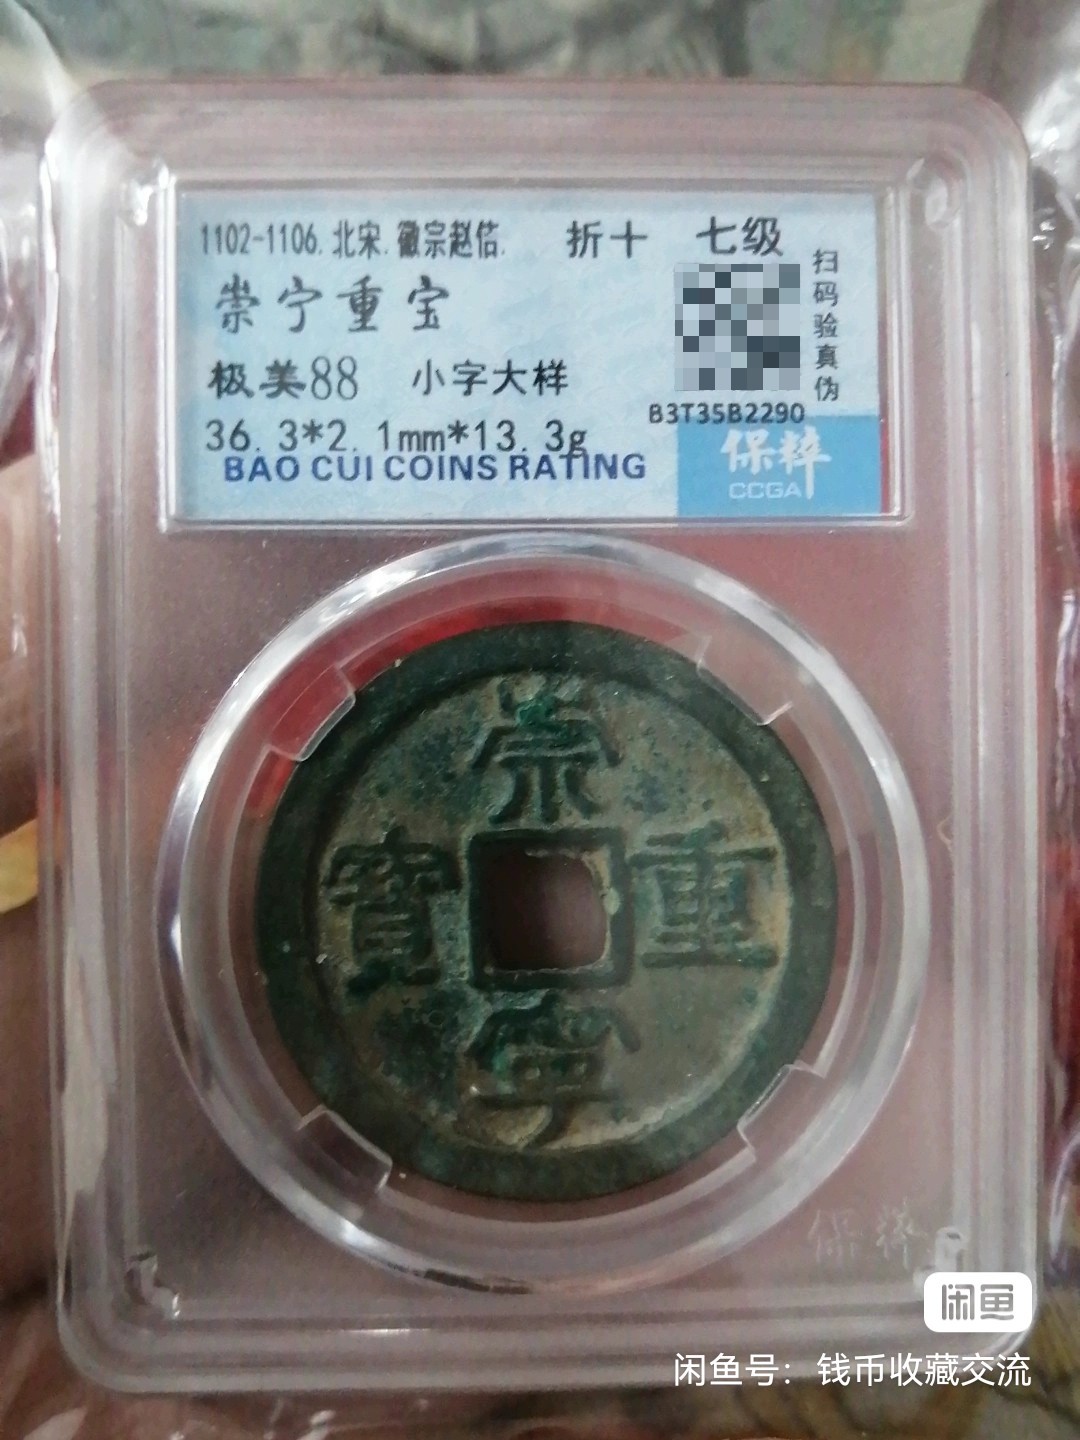 1102-1106.北宋.徽宗赵佶. 折十 七级
崇宁重宝
极美88 小字大样
36.3*2.1mm*13.3g
BAO CUI COINS RATING
扫码验真伪
B3T35B2290
保粹
CCGA
崇
寶 重
寧
保粹
闲鱼
闲鱼号：钱币收藏交流